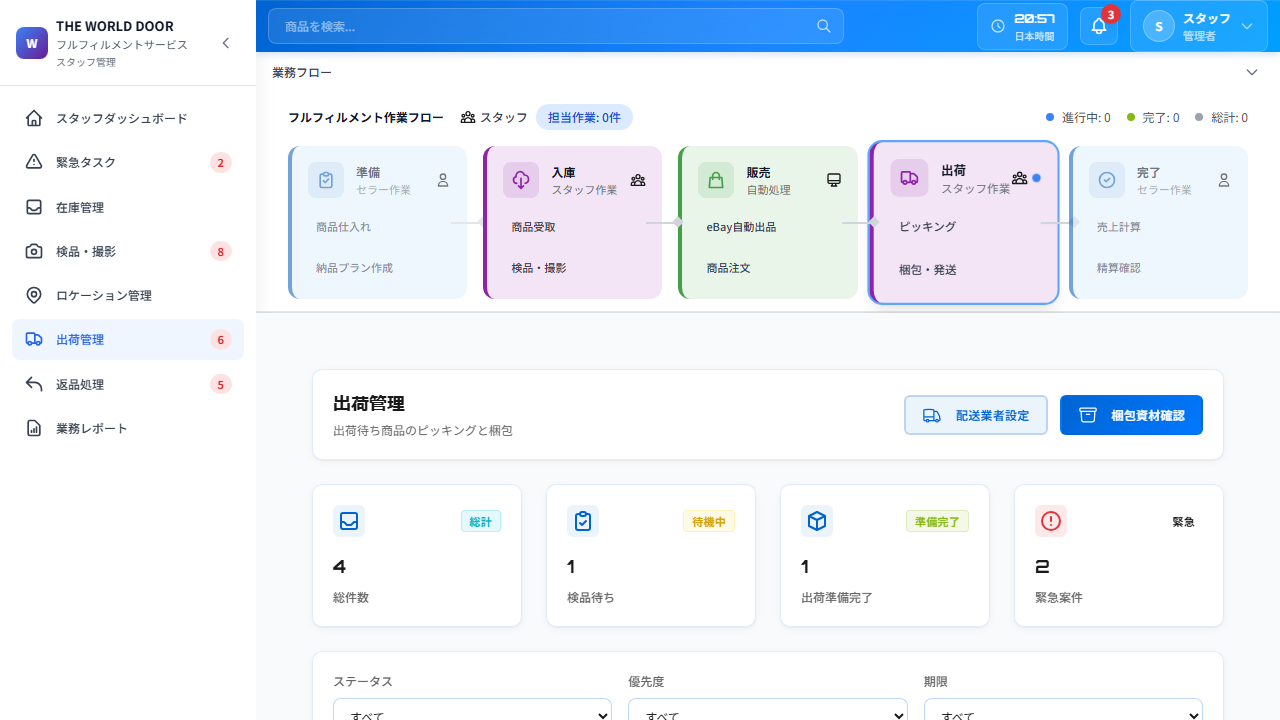 W
THE WORLD DOOR
フルフィルメントサービス
スタッフ管理
スタッフダッシュボード
緊急タスク
2
在庫管理
検品・撮影
8
ロケーション管理
出荷管理
6
返品処理
5
業務レポート
商品を検索...
20:57
日本時間
3
S
スタッフ
管理者
業務フロー
フルフィルメント作業フロー
スタッフ
担当作業: 0件
進行中: 0
完了: 0
総計: 0
準備
セラー作業
商品仕入れ
納品プラン作成
入庫
スタッフ作業
商品受取
検品・撮影
販売
自動処理
eBay自動出品
商品注文
出荷
スタッフ作業
ピッキング
梱包・発送
完了
セラー作業
売上計算
精算確認
出荷管理
出荷待ち商品のピッキングと梱包
配送業者設定
梱包資材確認
総計
4
総件数
待機中
1
検品待ち
準備完了
1
出荷準備完了
緊急
2
緊急案件
ステータス
すべて
優先度
すべて
期限
すべて